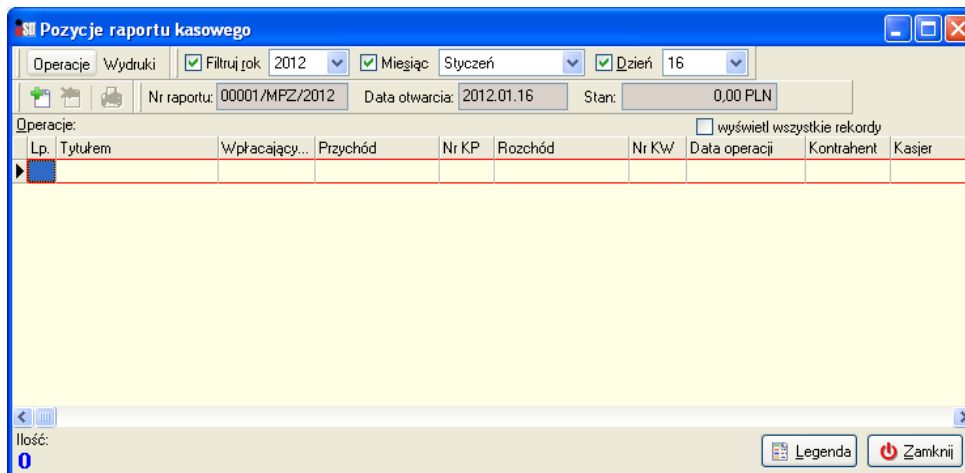 Pozycje raportu kasowego
Operacje Wydruki Filtruj rok 2012 Miesiąc Styczeń Dzień 16
Nr raportu: 00001/MPZ/2012 Data otwarcia: 2012.01.16 Stan: 0,00 PLN
Operacje: wyświetl wszystkie rekordy
Lp. Tytułem Wpłacający... Przychód Nr KP Rozchód Nr KW Data operacji Kontrahent Kasjer
Ilość:
0
Legenda Zamknij